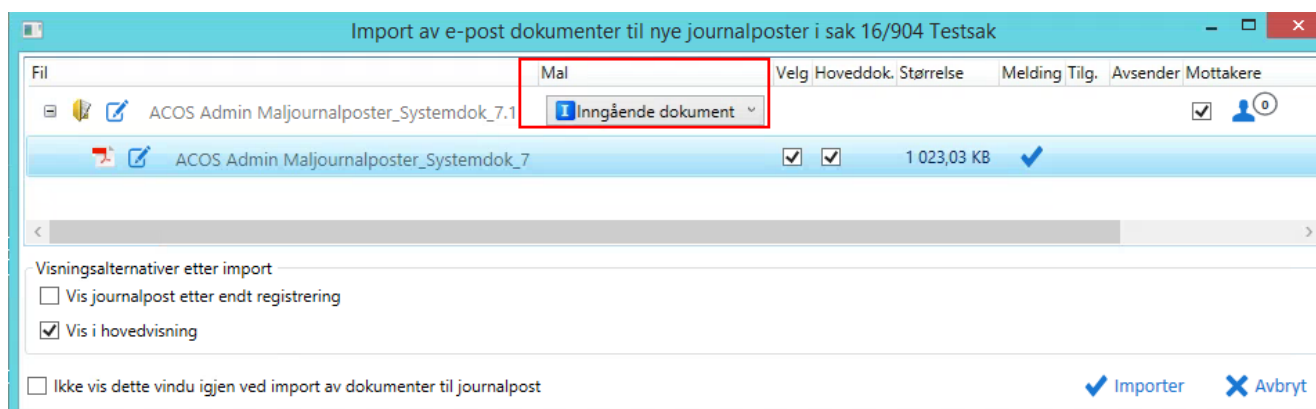 Import av e-post dokumenter til nye journalposter i sak 16/904 Testsak
Fil Mal Velg Hoveddok. Størrelse Melding Tilg. Avsender Mottakere
ACOS Admin Maljournalposter_Systemdok_7.1 I Inngående dokument 0
ACOS Admin Maljournalposter_Systemdok_7 1 023,03 KB
Visningsalternativer etter import
Vis journalpost etter endt registrering
Vis i hovedvisning
Ikke vis dette vindu igjen ved import av dokumenter til journalpost Importer Avbryt